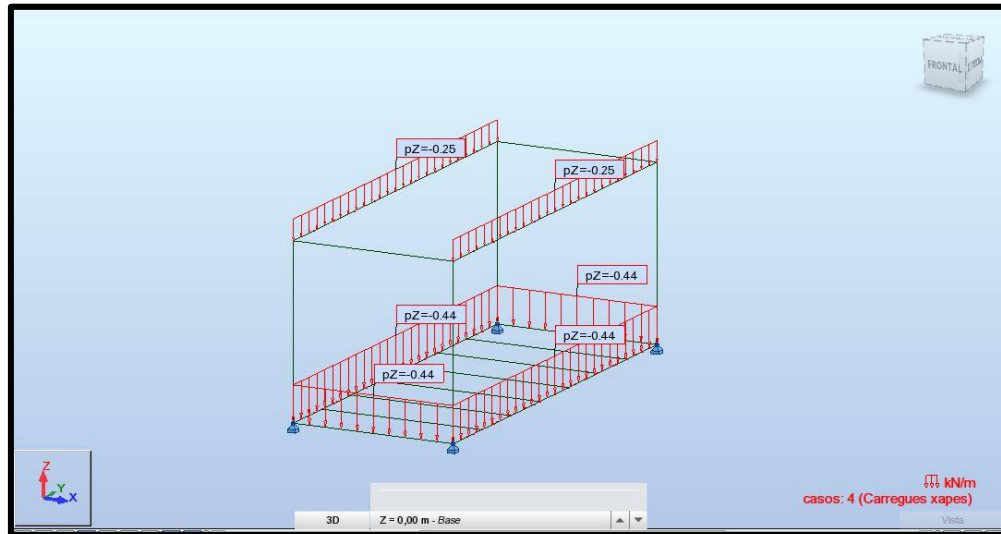 FRONTAL
pZ=-0.25
pZ=-0.25
pZ=-0.44
pZ=-0.44
pZ=-0.44
pZ=-0.44
Z
Y
X
kN/m
casos: 4 (Carregues xapes)
3D Z = 0,00 m - Base
Vista